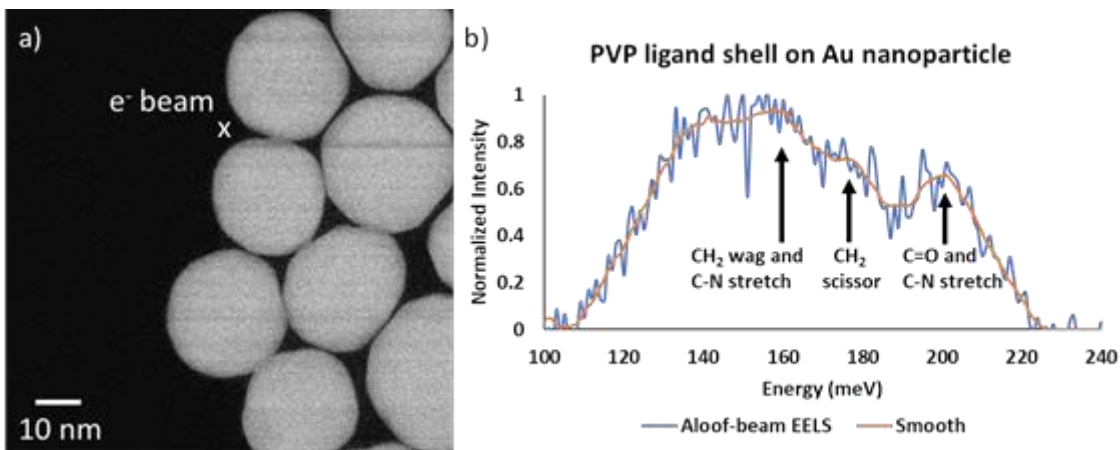 a)
e- beam
x
10 nm
b)
PVP ligand shell on Au nanoparticle
Normalized Intensity
1
0.8
0.6
0.4
0.2
0
CH2 wag and
C-N stretch
CH2
scissor
C=O and
C-N stretch
100 120 140 160 180 200 220 240
Energy (meV)
Aloof-beam EELS Smooth